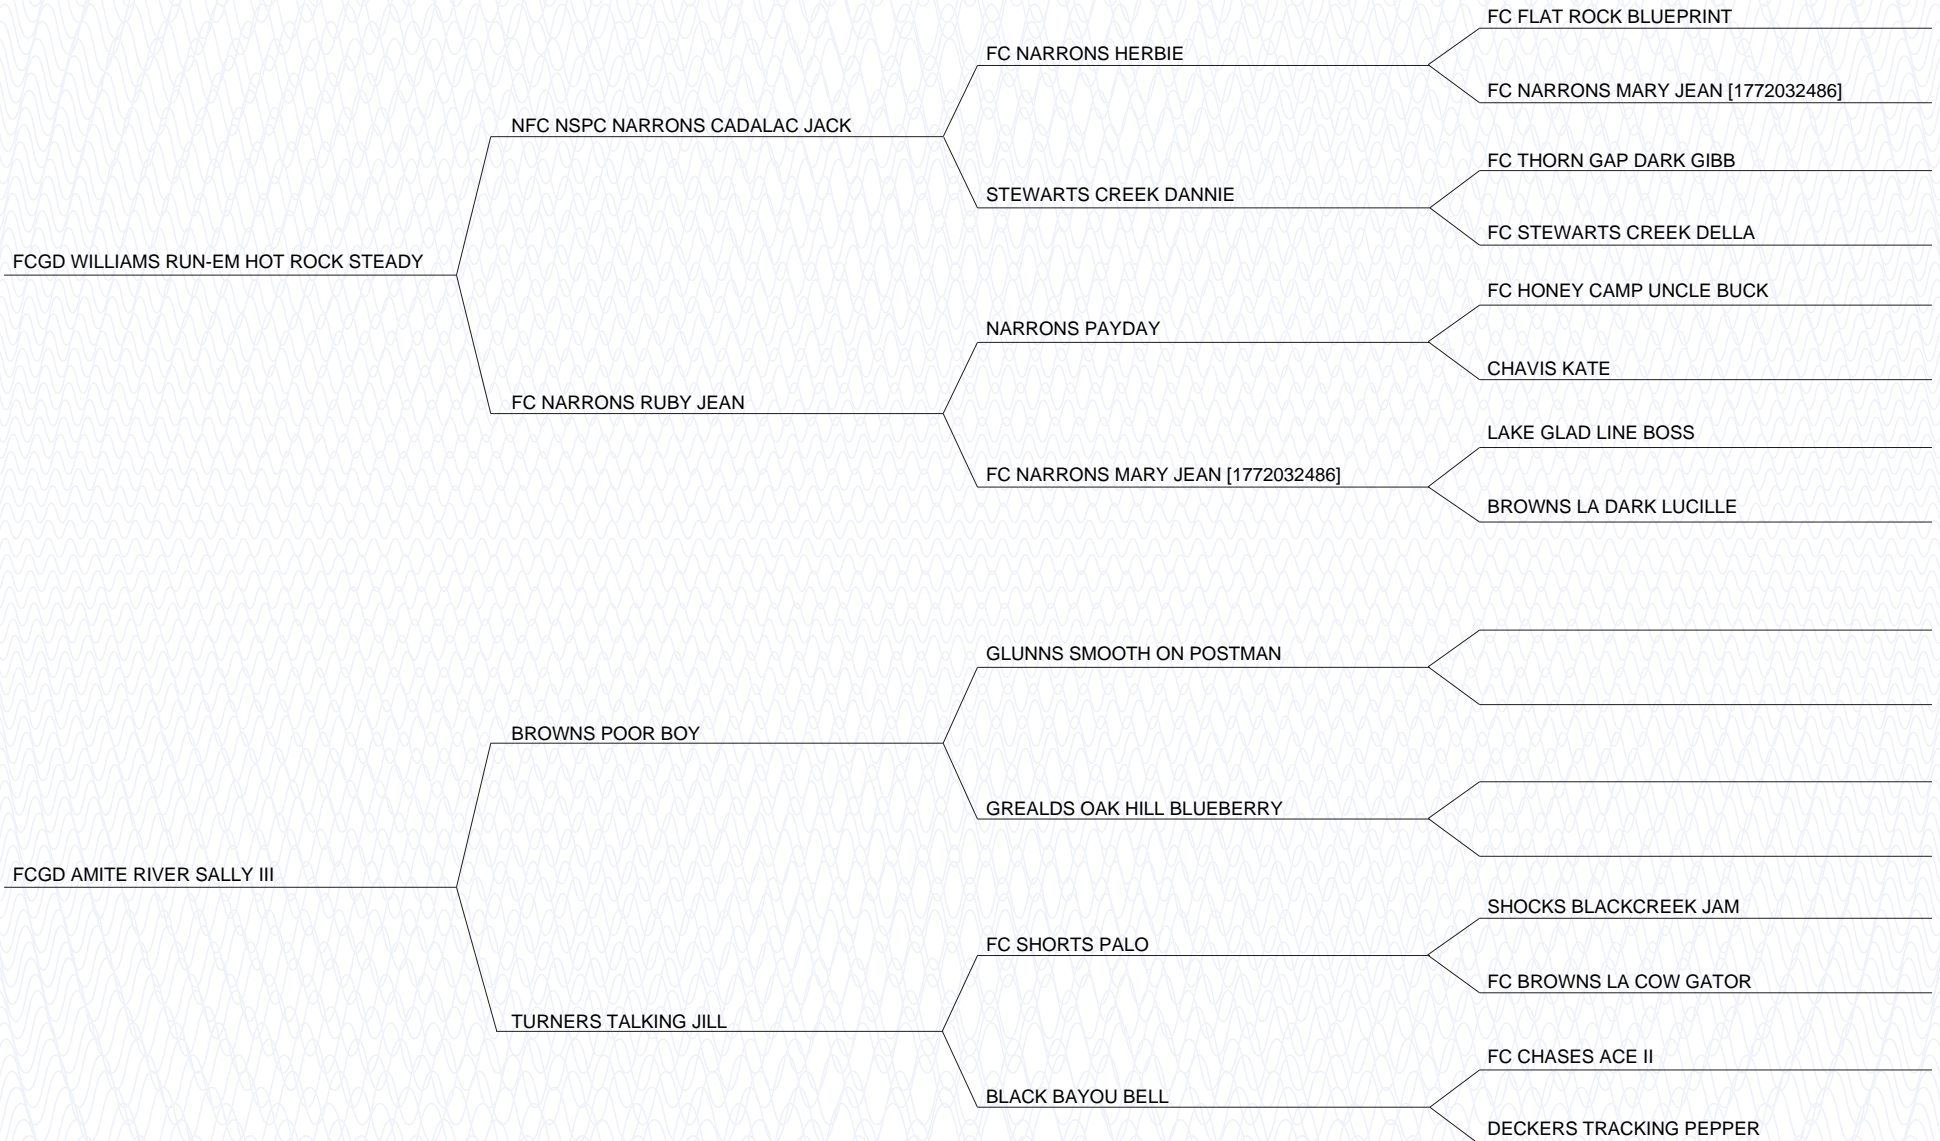 FC FLAT ROCK BLUEPRINT
FC NARRONS HERBIE
FC NARRONS MARY JEAN [1772032486]
NFC NSPC NARRONS CADALAC JACK
FC THORN GAP DARK GIBB
STEWARTS CREEK DANNIE
FC STEWARTS CREEK DELLA
FCGD WILLIAMS RUN-EM HOT ROCK STEADY
FC HONEY CAMP UNCLE BUCK
NARRONS PAYDAY
CHAVIS KATE
FC NARRONS RUBY JEAN
LAKE GLAD LINE BOSS
FC NARRONS MARY JEAN [1772032486]
BROWNS LA DARK LUCILLE
GLUNNS SMOOTH ON POSTMAN
BROWNS POOR BOY
GREALDS OAK HILL BLUEBERRY
FCGD AMITE RIVER SALLY III
SHOCKS BLACKCREEK JAM
FC SHORTS PALO
FC BROWNS LA COW GATOR
TURNERS TALKING JILL
FC CHASES ACE II
BLACK BAYOU BELL
DECKERS TRACKING PEPPER